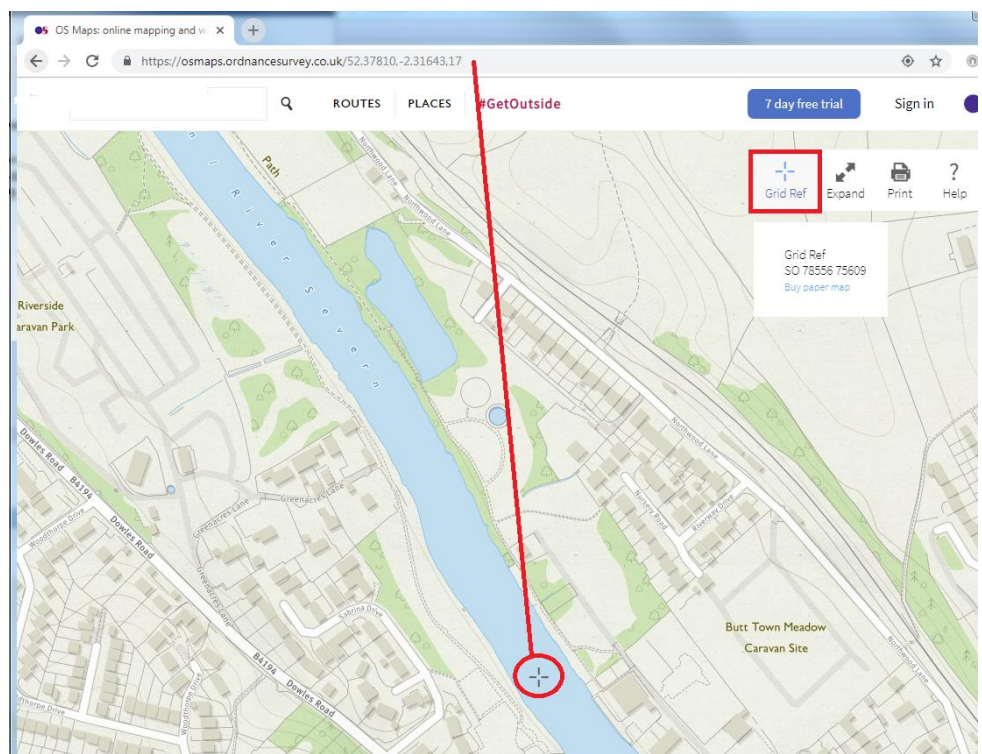 OS OS Maps: online mapping and w
https://osmaps.ordnancesurvey.co.uk/52.37810,-2.31643,17
ROUTES PLACES #GetOutside 7 day free trial Sign in
Grid Ref Expand Print Help
Grid Ref
SO 78556 75609
Buy paper map
Path
Northwood Lane
Northwood Lane
River Severn
Riverside
aravan Park
Northwood Lane
Dowles Road B4194
Dowles Road
Greenacres Lane
Greenacres Lane
Nursery Road
Riverway Drive
Woodthorpe Drive
Sabrina Drive
Butt Town Meadow
Caravan Site
B4194 Dowles Road
Northwood Lane
Woodthorpe Drive
dthorpe Drive